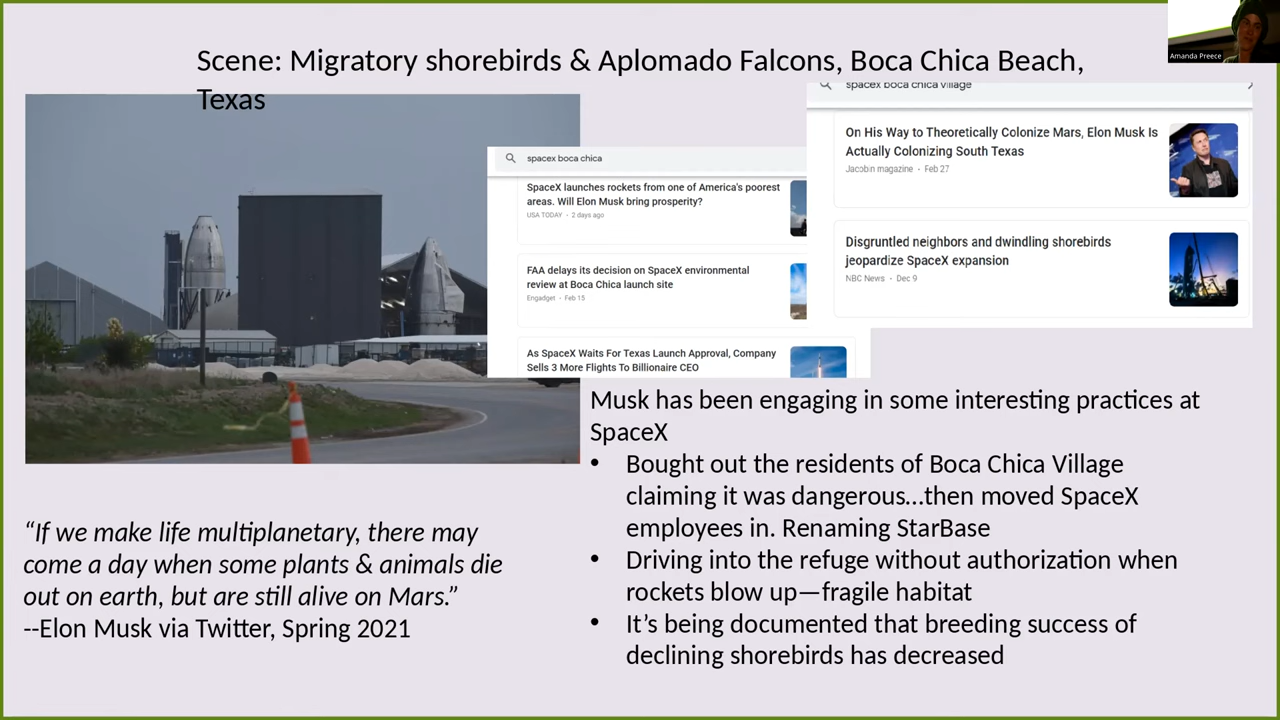 Scene: Migratory shorebirds & Aplomado Falcons, Boca Chica Beach,
Texas
Amanda Preece
spacex boca chica village
On His Way to Theoretically Colonize Mars, Elon Musk Is
Actually Colonizing South Texas
Jacobin magazine • Feb 27
Disgruntled neighbors and dwindling shorebirds
jeopardize SpaceX expansion
NBC News • Dec 9
spacex boca chica
SpaceX launches rockets from one of America's poorest
areas. Will Elon Musk bring prosperity?
USA TODAY • 2 days ago
FAA delays its decision on SpaceX environmental
review at Boca Chica launch site
Engadget • Feb 15
As SpaceX Waits For Texas Launch Approval, Company
Sells 3 More Flights To Billionaire CEO
Musk has been engaging in some interesting practices at
SpaceX
• Bought out the residents of Boca Chica Village
claiming it was dangerous...then moved SpaceX
employees in. Renaming StarBase
• Driving into the refuge without authorization when
rockets blow up—fragile habitat
• It's being documented that breeding success of
declining shorebirds has decreased
“If we make life multiplanetary, there may
come a day when some plants & animals die
out on earth, but are still alive on Mars.”
--Elon Musk via Twitter, Spring 2021